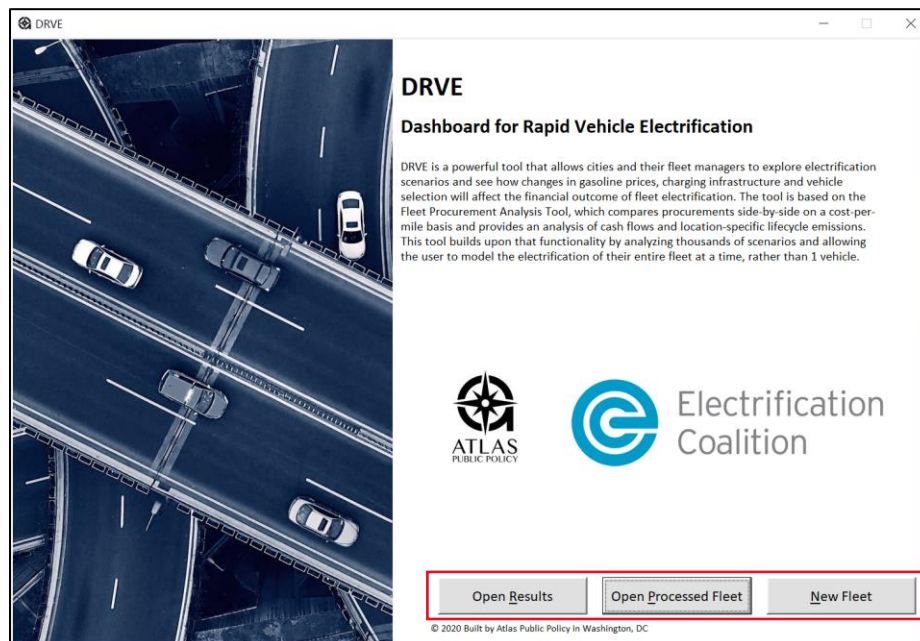 DRVE
DRVE
Dashboard for Rapid Vehicle Electrification
DRVE is a powerful tool that allows cities and their fleet managers to explore electrification
scenarios and see how changes in gasoline prices, charging infrastructure and vehicle
selection will affect the financial outcome of fleet electrification. The tool is based on the
Fleet Procurement Analysis Tool, which compares procurements side-by-side on a cost-per-
mile basis and provides an analysis of cash flows and location-specific lifecycle emissions.
This tool builds upon that functionality by analyzing thousands of scenarios and allowing
the user to model the electrification of their entire fleet at a time, rather than 1 vehicle.
ATLAS
PUBLIC POLICY
Electrification
Coalition
Open Results
Open Processed Fleet
New Fleet
© 2020 Built by Atlas Public Policy in Washington, DC